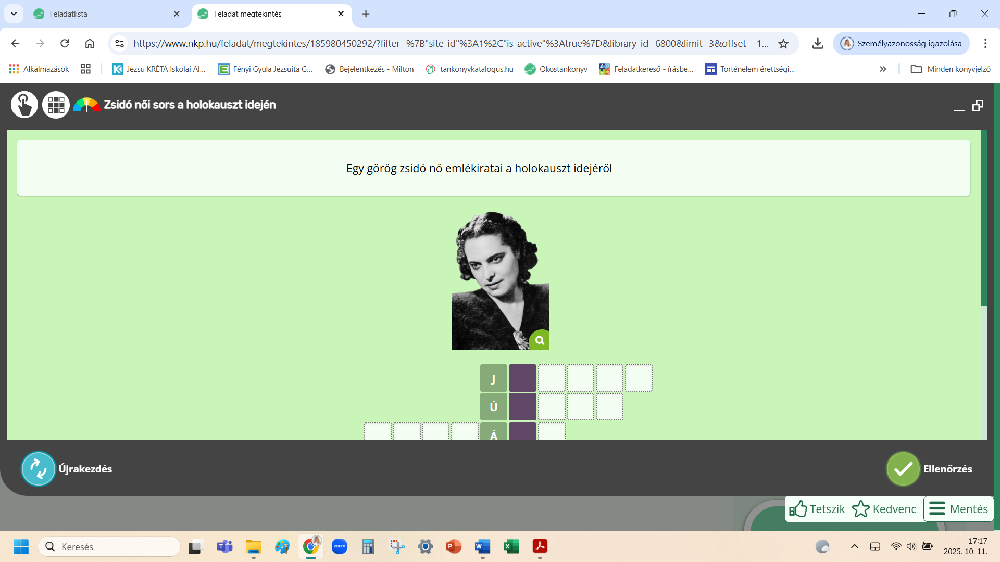 Feladatlista
Feladat megtekintés
https://www.nkp.hu/feladat/megtekintes/185980450292/?filter=%7B"site_id"%3A1%2C"is_active"%3Atrue%7D&library_id=6800&limit=3&offset=-1...
Személyazonosság igazolása
Alkalmazások
Jezsu KRÉTA Iskolai Al...
Fényi Gyula Jezsuita G...
Bejelentkezés - Milton
tankonyvkatalogus.hu
Okostankönyv
Feladatkereső - írásbe...
Történelem érettségi...
Minden könyvjelző
Zsidó női sors a holokauszt idején
Egy görög zsidó nő emlékiratai a holokauszt idejéről
J
Ú
Á
Újrakezdés
Ellenőrzés
Tetszik
Kedvenc
Mentés
Keresés
zoom
17:17
2025. 10. 11.